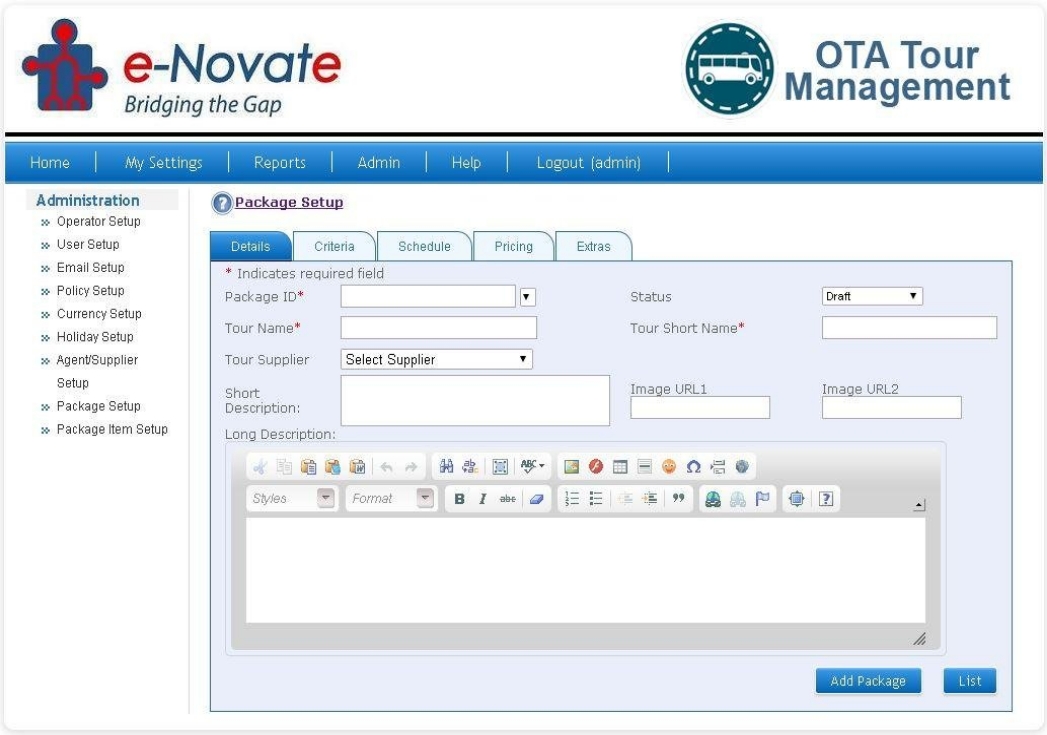 e-Novate
Bridging the Gap
OTA Tour
Management
Home
My Settings
Reports
Admin
Help
Logout (admin)
Administration
Operator Setup
User Setup
Email Setup
Policy Setup
Currency Setup
Holiday Setup
Agent/Supplier
Setup
Package Setup
Package Item Setup
? Package Setup
Details
Criteria
Schedule
Pricing
Extras
* Indicates required field
Package ID*
Status
Draft
Tour Name*
Tour Short Name*
Tour Supplier
Select Supplier
Short
Description:
Image URL1
Image URL2
Long Description:
ABC
Styles
Format
B I abc
?
Add Package
List